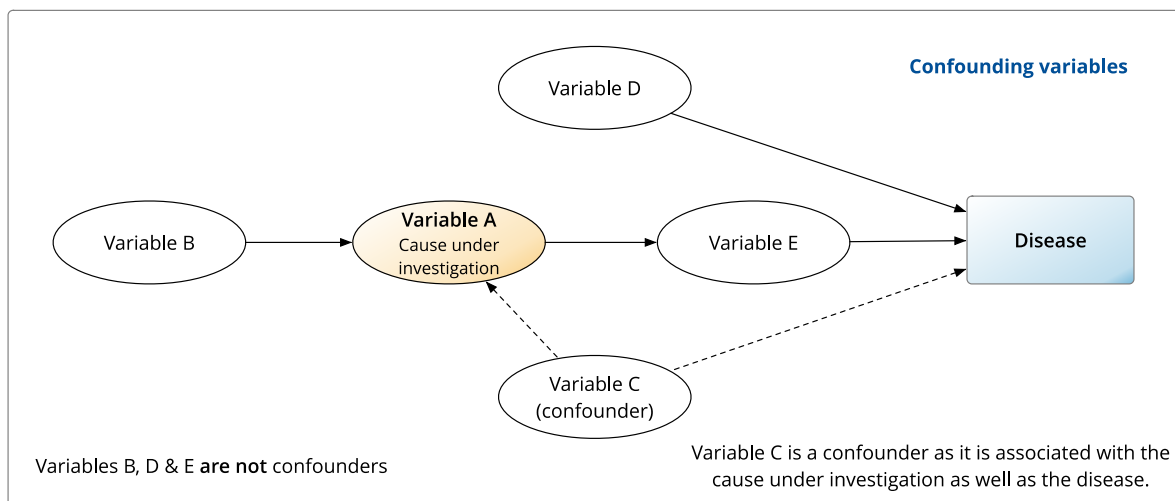 Confounding variables
Variable D
Variable B
Variable A
Cause under
investigation
Variable E
Disease
Variable C
(confounder)
Variables B, D & E are not confounders
Variable C is a confounder as it is associated with the
cause under investigation as well as the disease.